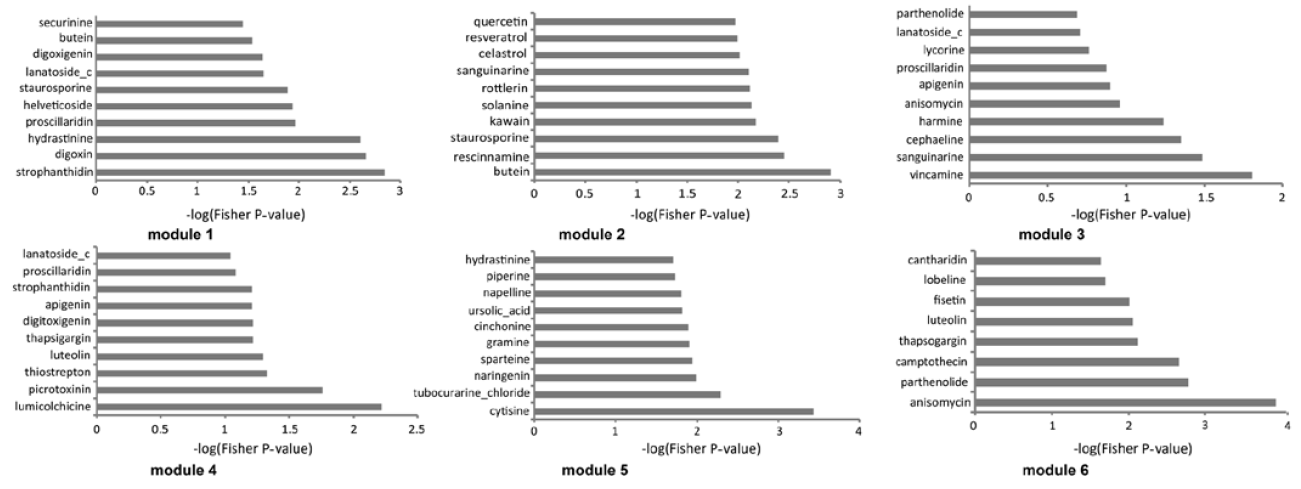 securinine
butein
digoxigenin
lanatoside_c
staurosporine
helveticoside
proscillaridin
hydrastinine
digoxin
strophanthidin
0 0.5 1 1.5 2 2.5 3
-log(Fisher P-value)
module 1
quercetin
resveratrol
celastrol
sanguinarine
rottlerin
solanine
kawain
staurosporine
rescinnamine
butein
0 0.5 1 1.5 2 2.5 3
-log(Fisher P-value)
module 2
parthenolide
lanatoside_c
lycorine
proscillaridin
apigenin
anisomycin
harmine
cephaeline
sanguinarine
vincamine
0 0.5 1 1.5 2
-log(Fisher P-value)
module 3
lanatoside_c
proscillaridin
strophanthidin
apigenin
digitoxigenin
thapsigargin
luteolin
thiostrepton
picrotoxinin
lumicolchicine
0 0.5 1 1.5 2 2.5
-log(Fisher P-value)
module 4
hydrastinine
piperine
napelline
ursolic_acid
cinchonine
gramine
sparteine
naringenin
tubocurarine_chloride
cytisine
0 1 2 3 4
-log(Fisher P-value)
module 5
cantharidin
lobeline
fisetin
luteolin
thapsogargin
camptothecin
parthenolide
anisomycin
0 1 2 3 4
-log(Fisher P-value)
module 6